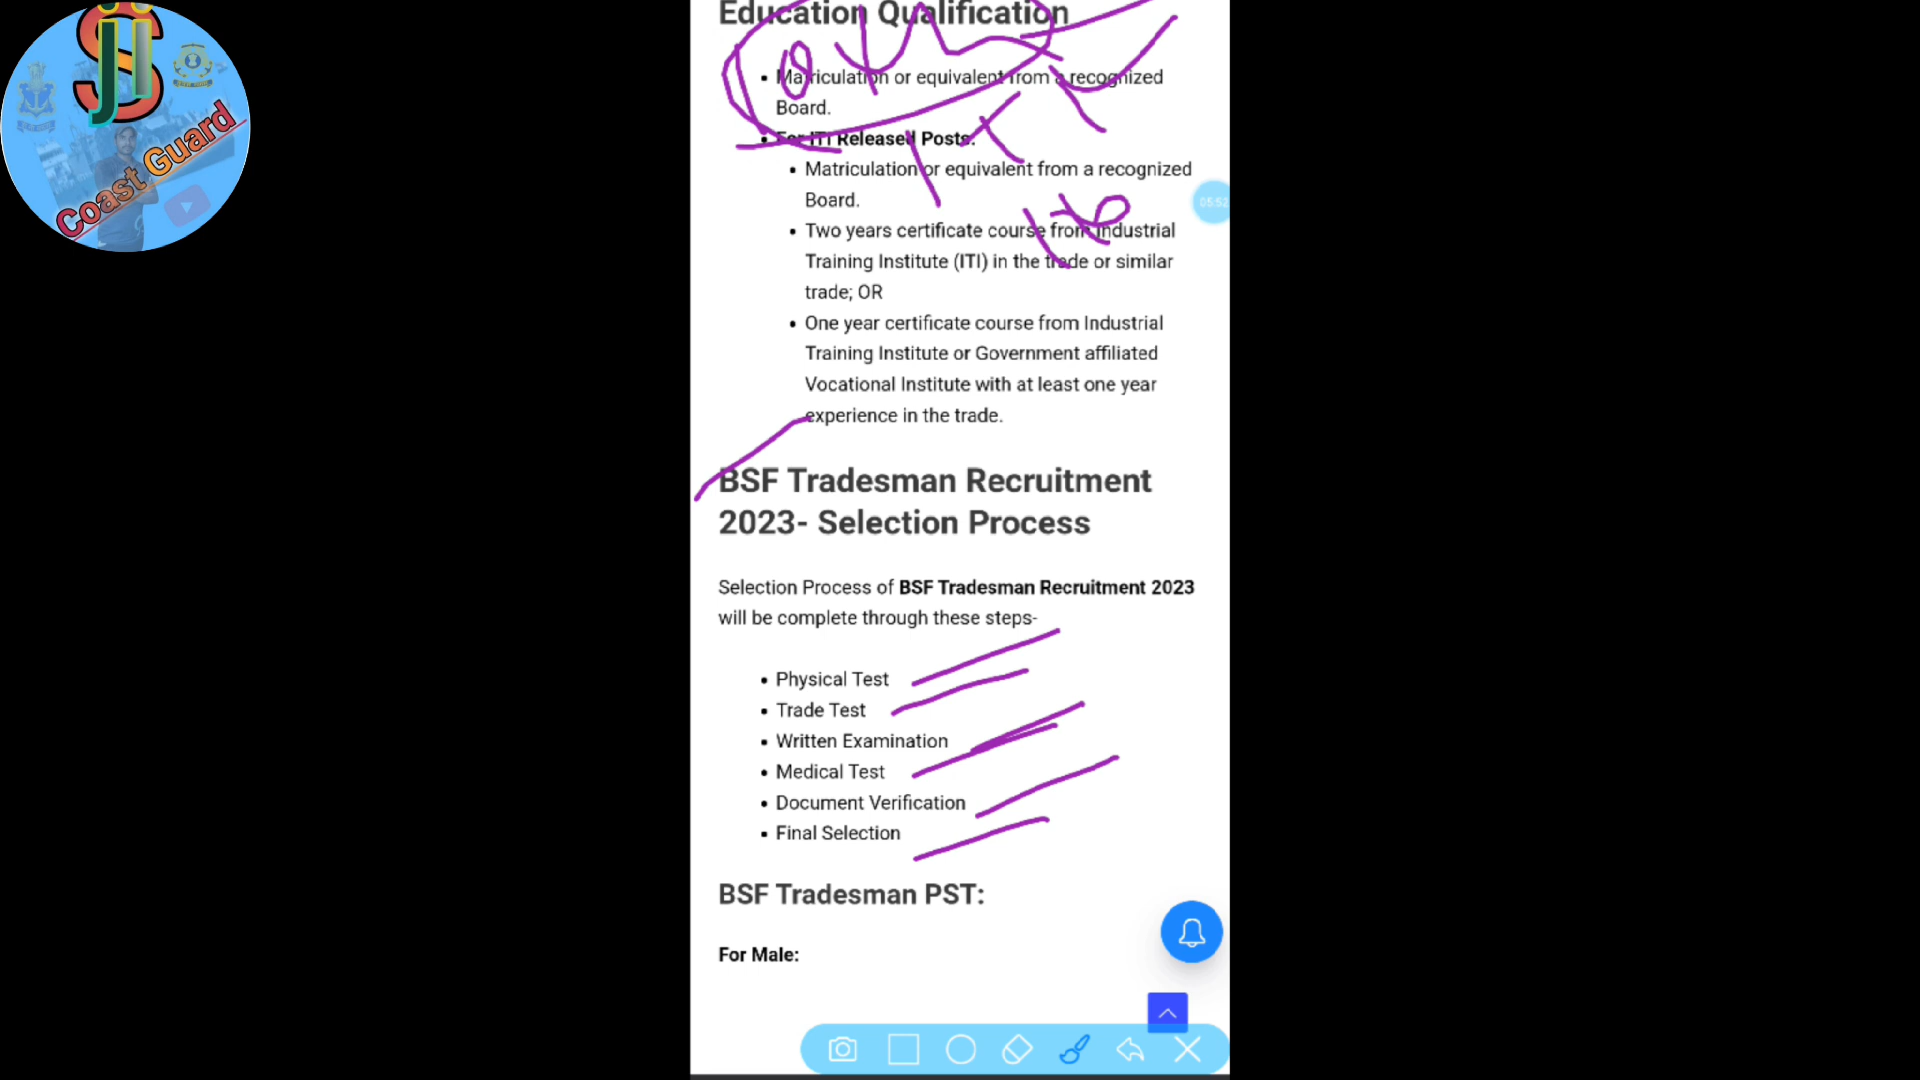 S
ji
Coast Guard
Education Qualification
Matriculation or equivalent from a recognized
Board.
For ITI Released Posts:
Matriculation or equivalent from a recognized
Board.
Two years certificate course from Industrial
Training Institute (ITI) in the trade or similar
trade; OR
One year certificate course from Industrial
Training Institute or Government affiliated
Vocational Institute with at least one year
experience in the trade.
BSF Tradesman Recruitment
2023- Selection Process
Selection Process of BSF Tradesman Recruitment 2023
will be complete through these steps-
Physical Test
Trade Test
Written Examination
Medical Test
Document Verification
Final Selection
BSF Tradesman PST:
For Male:
05:52